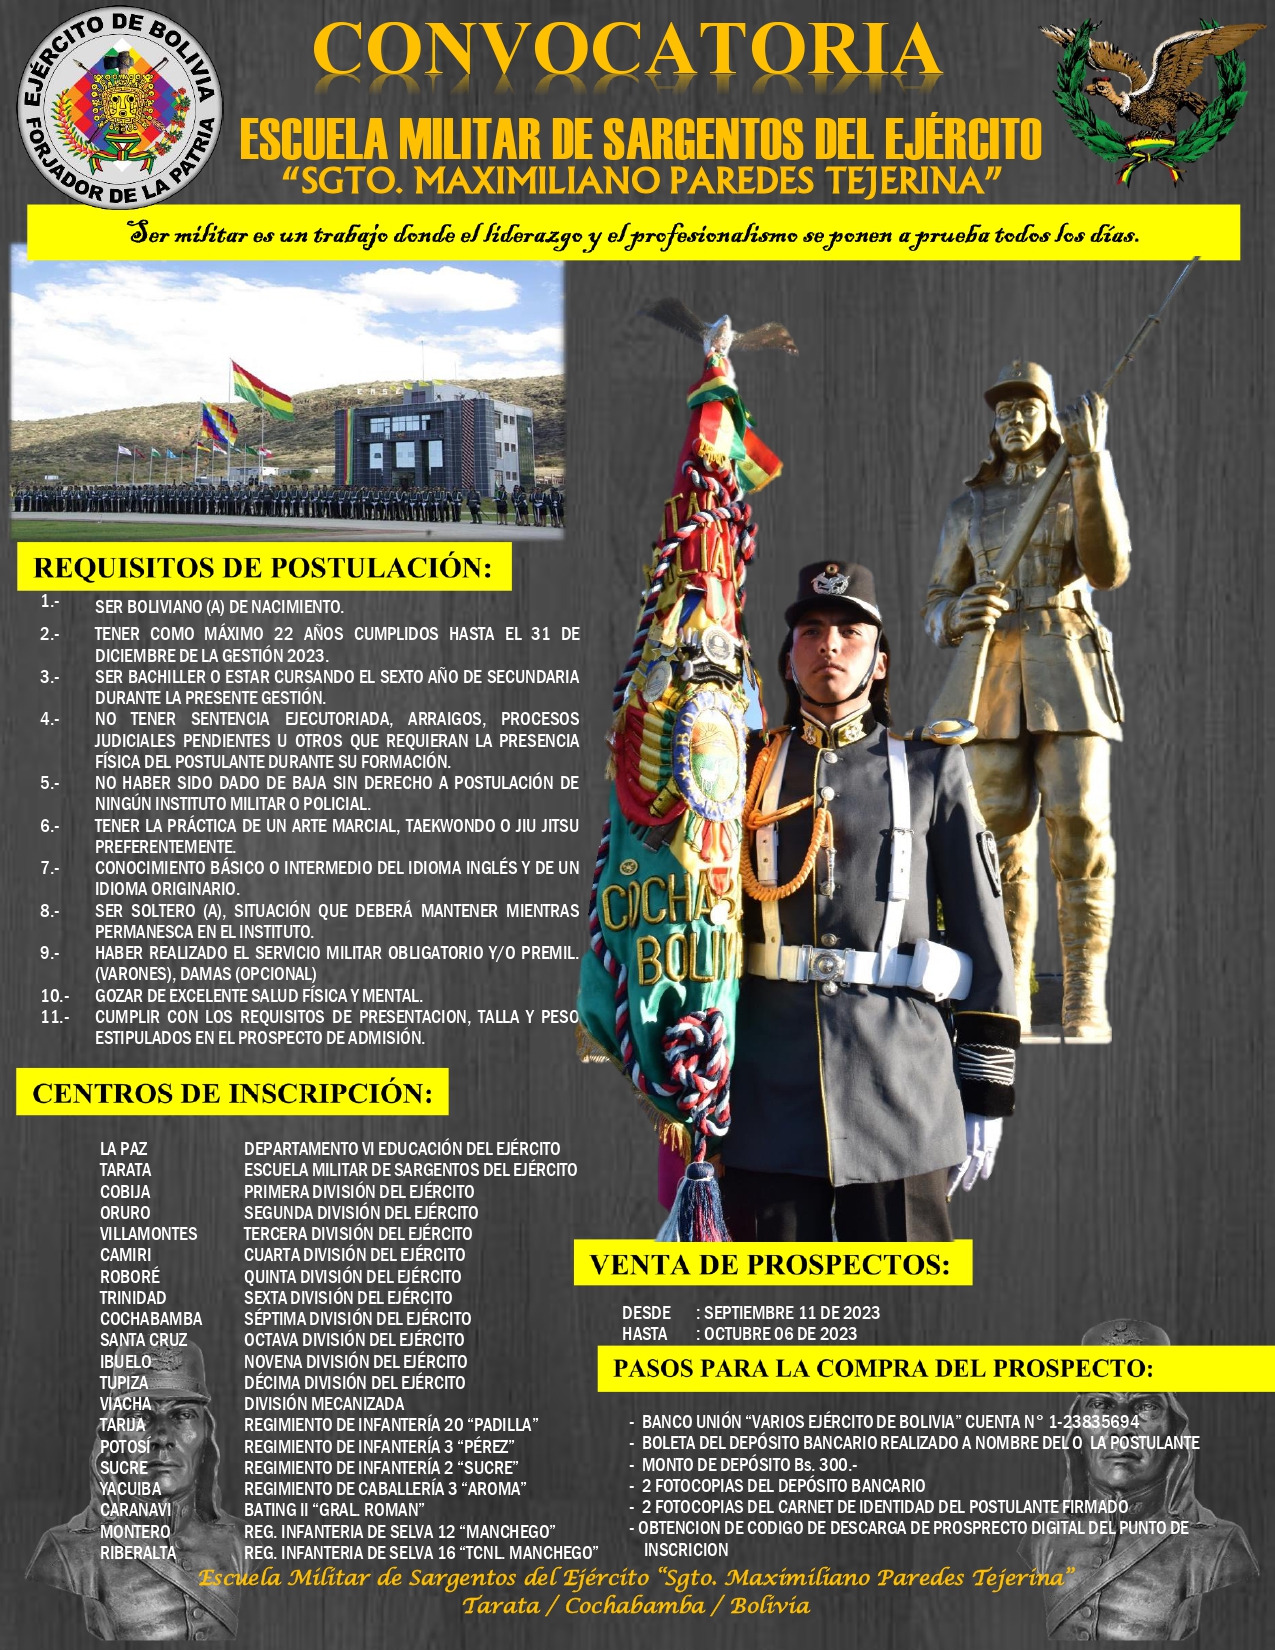 EJÉRCITO DE BOLIVIA
FORJADOR DE LA PATRIA
CONVOCATORIA
ESCUELA MILITAR DE SARGENTOS DEL EJÉRCITO
“SGTO. MAXIMILIANO PAREDES TEJERINA”
Ser militar es un trabajo donde el liderazgo y el profesionalismo se ponen a prueba todos los días.
REQUISITOS DE POSTULACIÓN:
1.- SER BOLIVIANO (A) DE NACIMIENTO.
2.- TENER COMO MÁXIMO 22 AÑOS CUMPLIDOS HASTA EL 31 DE
DICIEMBRE DE LA GESTIÓN 2023.
3.- SER BACHILLER O ESTAR CURSANDO EL SEXTO AÑO DE SECUNDARIA
DURANTE LA PRESENTE GESTIÓN.
4.- NO TENER SENTENCIA EJECUTORIADA, ARRAIGOS, PROCESOS
JUDICIALES PENDIENTES U OTROS QUE REQUIERAN LA PRESENCIA
FÍSICA DEL POSTULANTE DURANTE SU FORMACIÓN.
5.- NO HABER SIDO DADO DE BAJA SIN DERECHO A POSTULACIÓN DE
NINGÚN INSTITUTO MILITAR O POLICIAL.
6.- TENER LA PRÁCTICA DE UN ARTE MARCIAL, TAEKWONDO O JIU JITSU
PREFERENTEMENTE.
7.- CONOCIMIENTO BÁSICO O INTERMEDIO DEL IDIOMA INGLÉS Y DE UN
IDIOMA ORIGINARIO.
8.- SER SOLTERO (A), SITUACIÓN QUE DEBERÁ MANTENER MIENTRAS
PERMANESCA EN EL INSTITUTO.
9.- HABER REALIZADO EL SERVICIO MILITAR OBLIGATORIO Y/O PREMIL.
(VARONES), DAMAS (OPCIONAL)
10.- GOZAR DE EXCELENTE SALUD FÍSICA Y MENTAL.
11.- CUMPLIR CON LOS REQUISITOS DE PRESENTACION, TALLA Y PESO
ESTIPULADOS EN EL PROSPECTO DE ADMISIÓN.
COCHAB
BOLIVI
CENTROS DE INSCRIPCIÓN:
LA PAZ DEPARTAMENTO VI EDUCACIÓN DEL EJÉRCITO
TARATA ESCUELA MILITAR DE SARGENTOS DEL EJÉRCITO
COBIJA PRIMERA DIVISIÓN DEL EJÉRCITO
ORURO SEGUNDA DIVISIÓN DEL EJÉRCITO
VILLAMONTES TERCERA DIVISIÓN DEL EJÉRCITO
CAMIRI CUARTA DIVISIÓN DEL EJÉRCITO
ROBORÉ QUINTA DIVISIÓN DEL EJÉRCITO
TRINIDAD SEXTA DIVISIÓN DEL EJÉRCITO
COCHABAMBA SÉPTIMA DIVISIÓN DEL EJÉRCITO
SANTA CRUZ OCTAVA DIVISIÓN DEL EJÉRCITO
IBUELO NOVENA DIVISIÓN DEL EJÉRCITO
TUPIZA DÉCIMA DIVISIÓN DEL EJÉRCITO
VIACHA DIVISIÓN MECANIZADA
TARIJA REGIMIENTO DE INFANTERÍA 20 “PADILLA”
POTOSÍ REGIMIENTO DE INFANTERÍA 3 “PÉREZ”
SUCRE REGIMIENTO DE INFANTERÍA 2 “SUCRE”
YACUIBA REGIMIENTO DE CABALLERÍA 3 “AROMA”
CARANAVI BATING II “GRAL. ROMAN”
MONTERO REG. INFANTERIA DE SELVA 12 “MANCHEGO”
RIBERALTA REG. INFANTERIA DE SELVA 16 “TCNL. MANCHEGO”
VENTA DE PROSPECTOS:
DESDE : SEPTIEMBRE 11 DE 2023
HASTA : OCTUBRE 06 DE 2023
PASOS PARA LA COMPRA DEL PROSPECTO:
- BANCO UNIÓN “VARIOS EJÉRCITO DE BOLIVIA” CUENTA N° 1-23835694
- BOLETA DEL DEPÓSITO BANCARIO REALIZADO A NOMBRE DEL O LA POSTULANTE
- MONTO DE DEPÓSITO Bs. 300.-
- 2 FOTOCOPIAS DEL DEPÓSITO BANCARIO
- 2 FOTOCOPIAS DEL CARNET DE IDENTIDAD DEL POSTULANTE FIRMADO
- OBTENCION DE CODIGO DE DESCARGA DE PROSPRECTO DIGITAL DEL PUNTO DE
INSCRICION
Escuela Militar de Sargentos del Ejército “Sgto. Maximiliano Paredes Tejerina”
Tarata / Cochabamba / Bolivia